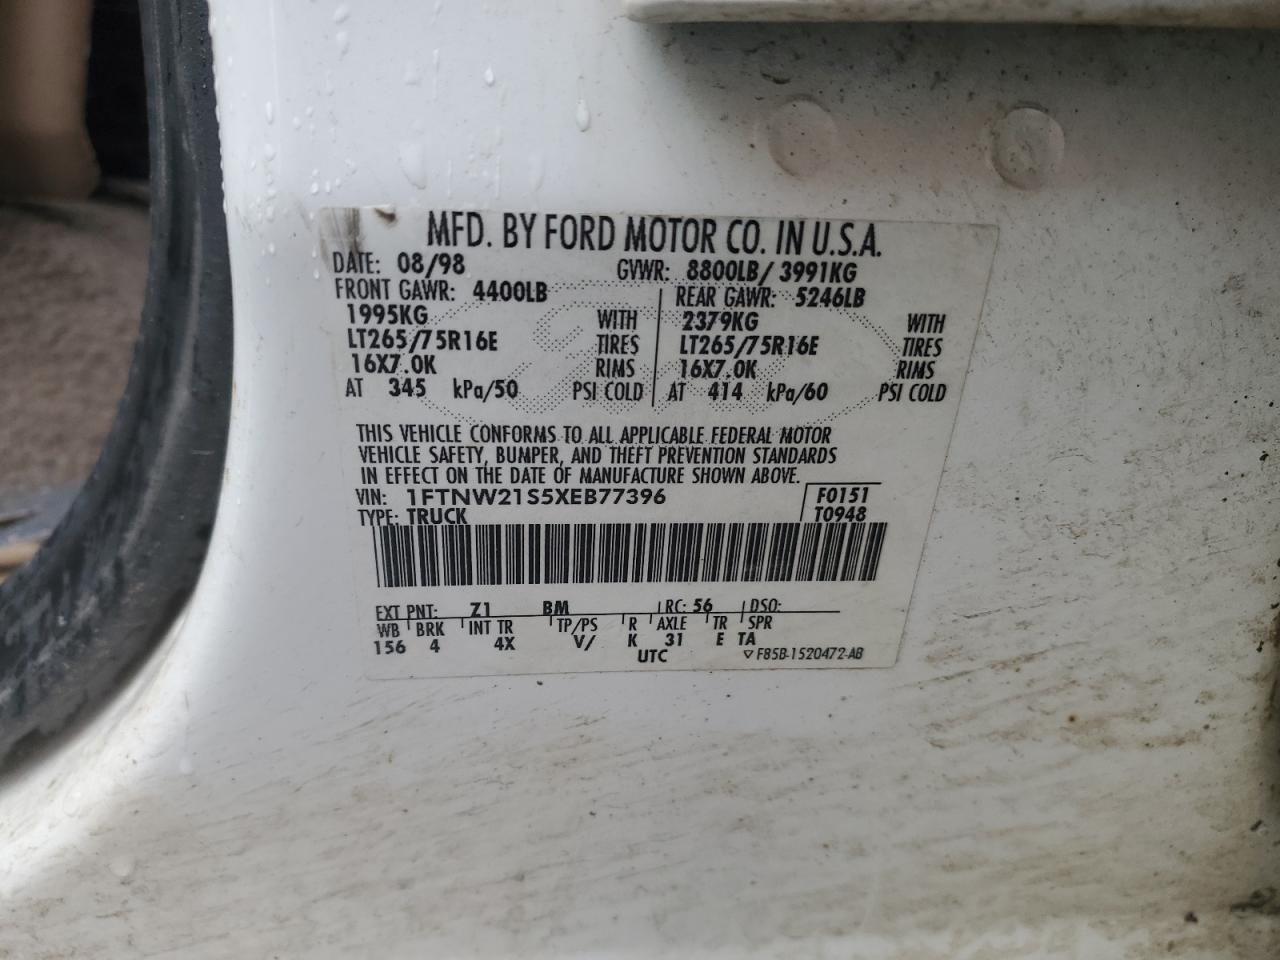 MFD. BY FORD MOTOR CO. IN U.S.A.
DATE: 08/98 GVWR: 8800LB/ 3991KG
FRONT GAWR: 4400LB REAR GAWR: 5246LB
1995KG WITH 2379KG WITH
LT265/75R16E TIRES LT265/75R16E TIRES
16X7.0K RIMS 16X7.0K RIMS
AT 345 kPa/50 PSI COLD AT 414 kPa/60 PSI COLD
THIS VEHICLE CONFORMS TO ALL APPLICABLE FEDERAL MOTOR
VEHICLE SAFETY, BUMPER, AND THEFT PREVENTION STANDARDS
IN EFFECT ON THE DATE OF MANUFACTURE SHOWN ABOVE.
VIN: 1FTNW21S5XEB77396 F0151
TYPE: TRUCK T0948
EXT PNT: Z1 BM RC: 56 DSO:
WB BRK INT TR TP/PS R AXLE TR SPR
156 4 4X V/ K 31 E TA
UTC ▽ F85B-1520472-AB